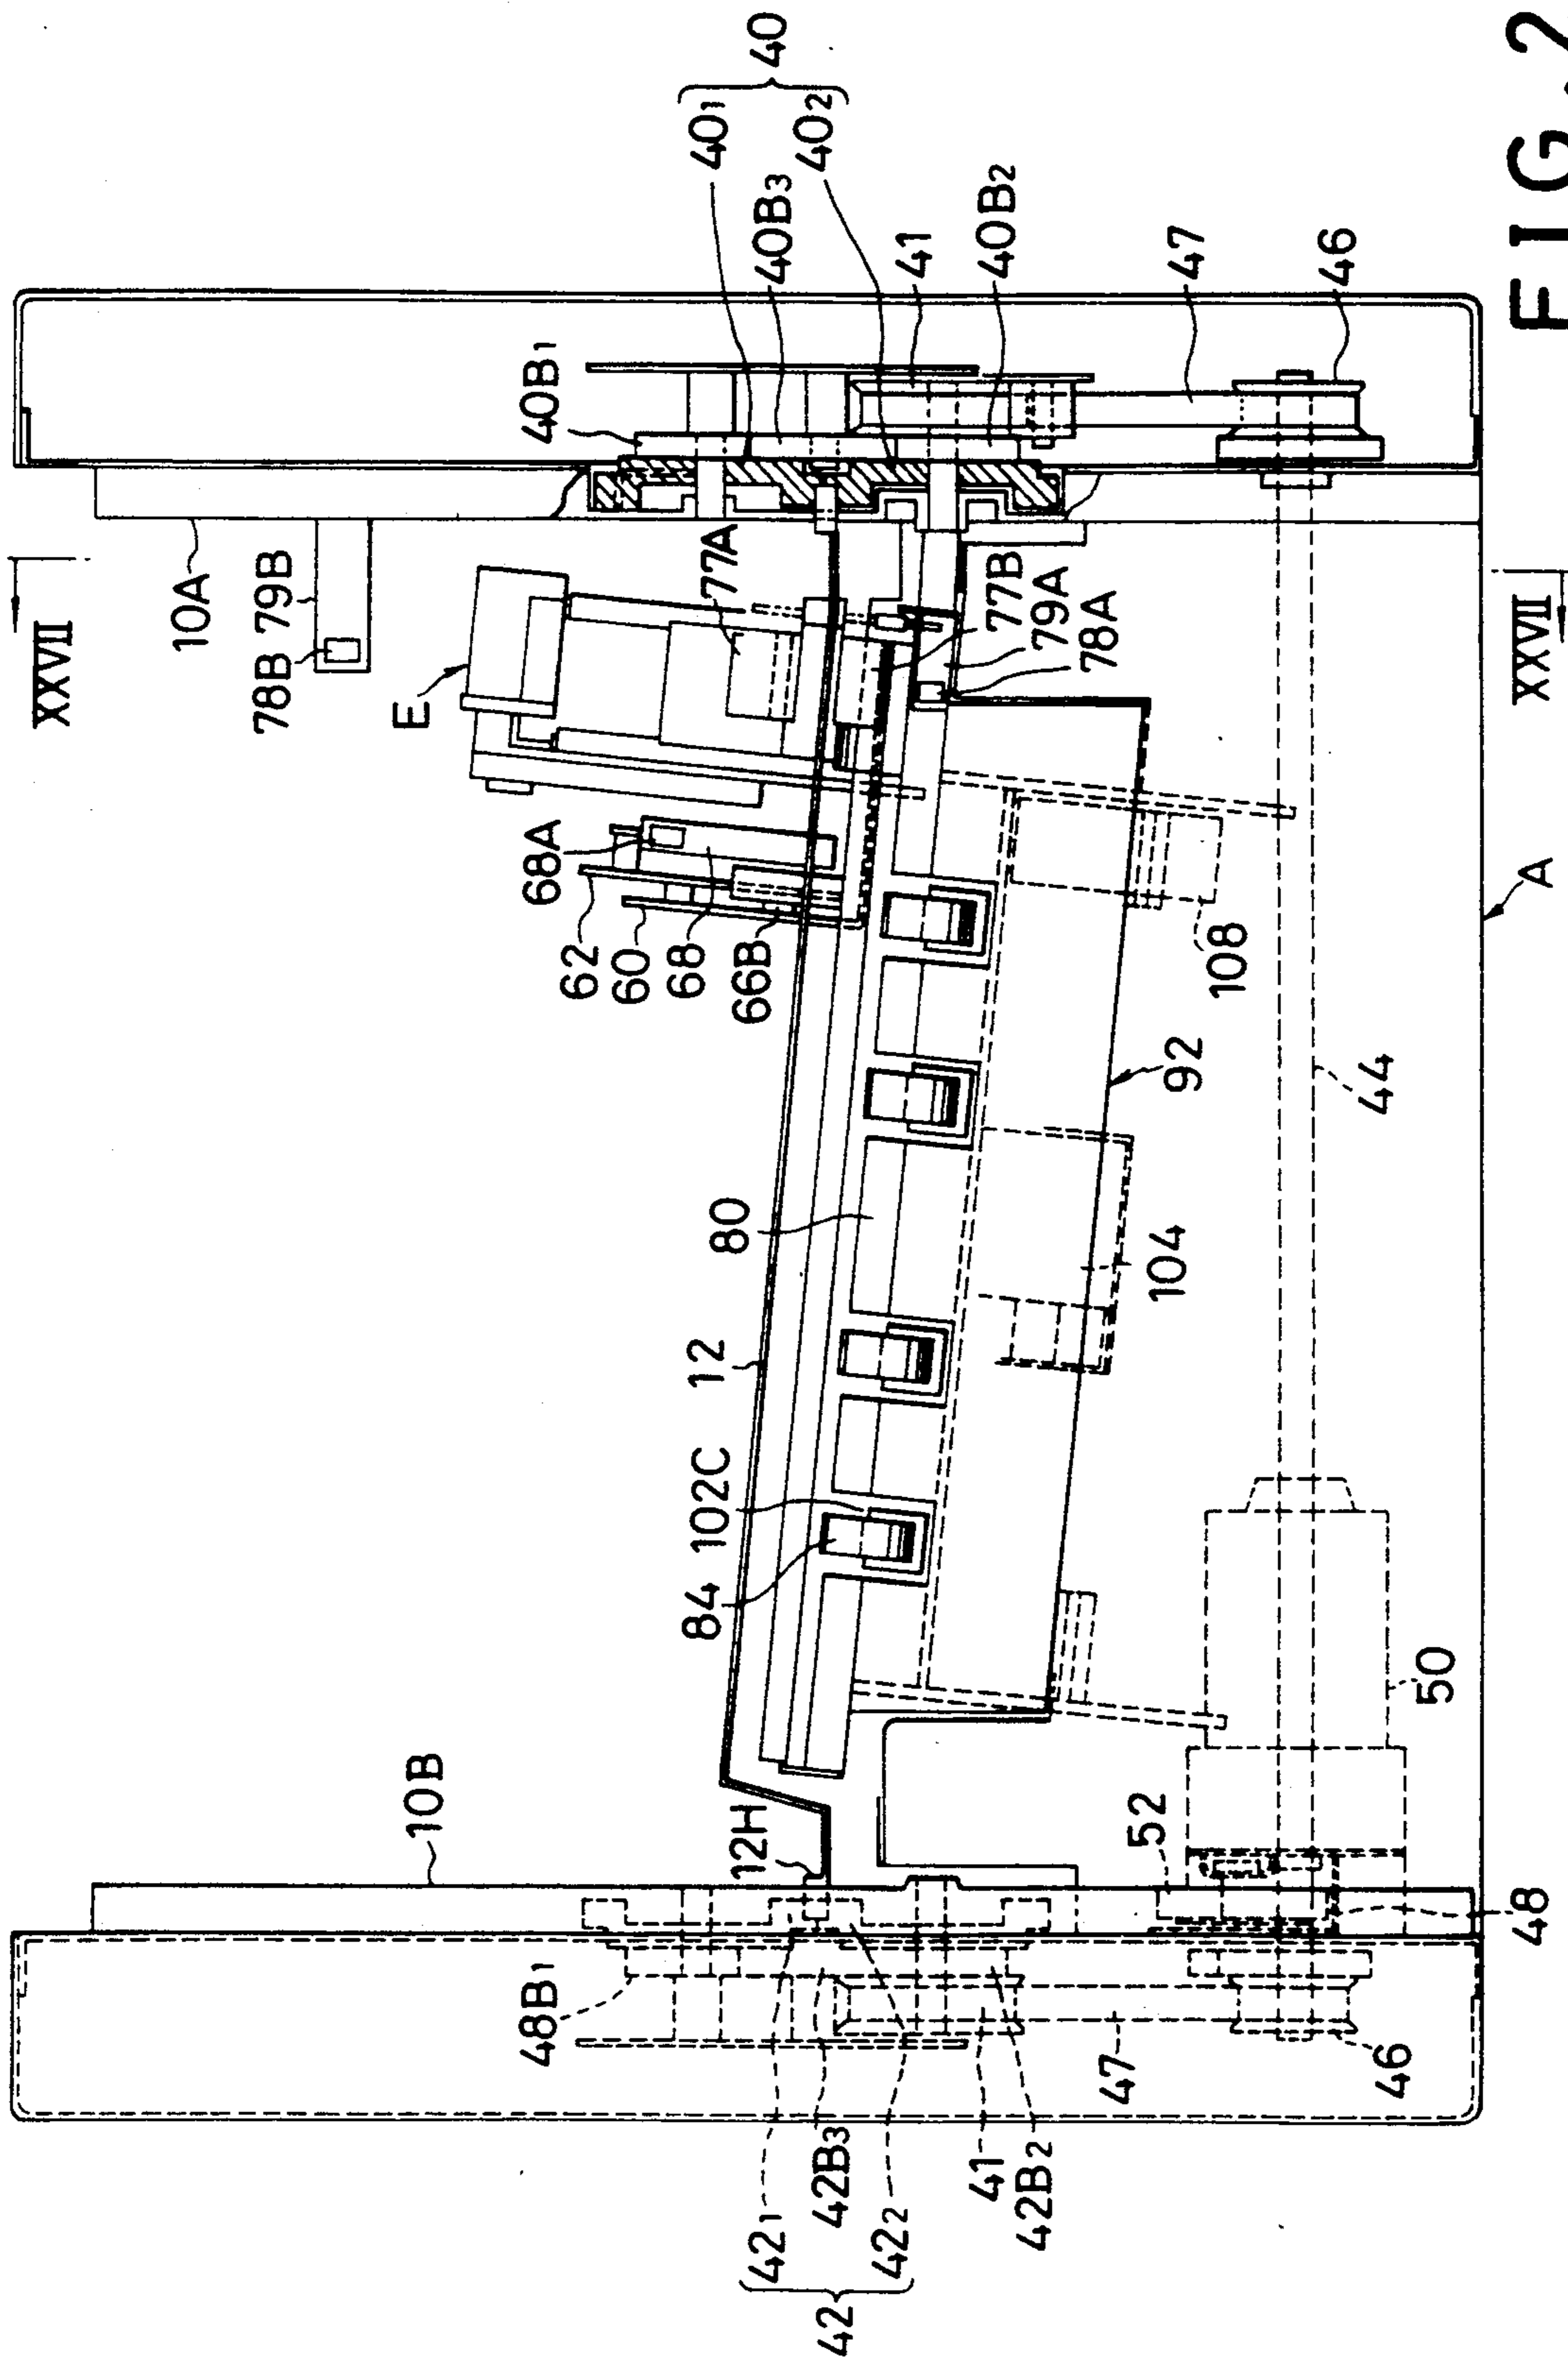 40
40₁
40₂
40B₃
40B₁
41
40B₂
47
46
FIG. 2
XXVII
10A
79B
78B
E
77A
77B
79A
78A
XXVII
68A
62
60
68
66B
108
A
92
44
80
104
12
102C
84
50
10B
12H
52
48
48B₁
42B₃
42₁
42₂
42
41
42B₂
47
46